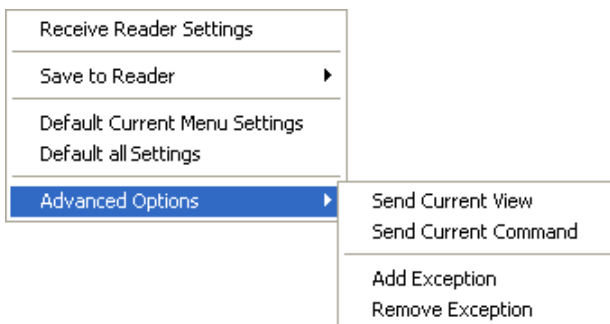 Receive Reader Settings
Save to Reader
Default Current Menu Settings
Default all Settings
Advanced Options
Send Current View
Send Current Command
Add Exception
Remove Exception